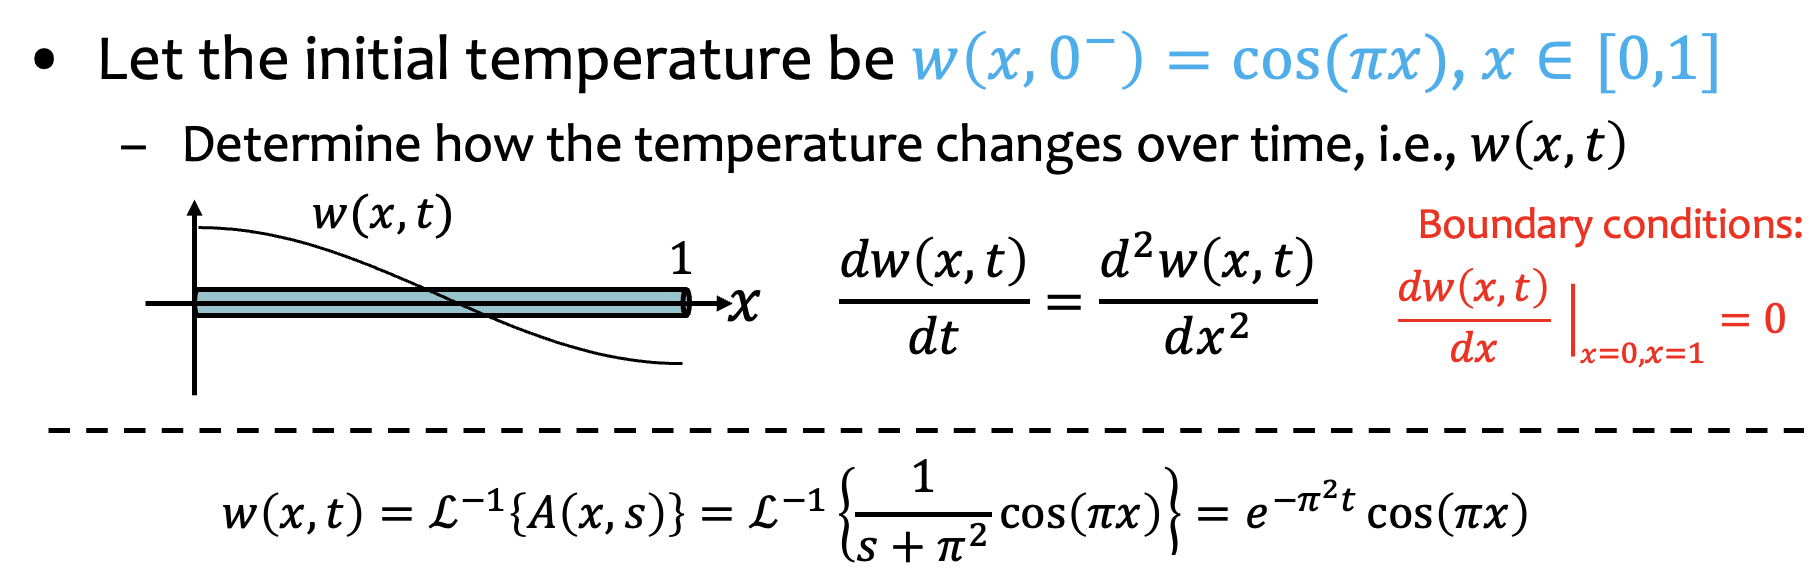 • Let the initial temperature be w(x, 0⁻) = cos(πx), x ∈ [0,1]
– Determine how the temperature changes over time, i.e., w(x, t)
w(x, t)
1
x
dw(x, t)/dt = d²w(x, t)/dx²
Boundary conditions:
dw(x, t)/dx |x=0,x=1 = 0
w(x, t) = ℒ⁻¹{A(x, s)} = ℒ⁻¹{1/(s + π²) cos(πx)} = e^(−π²t) cos(πx)